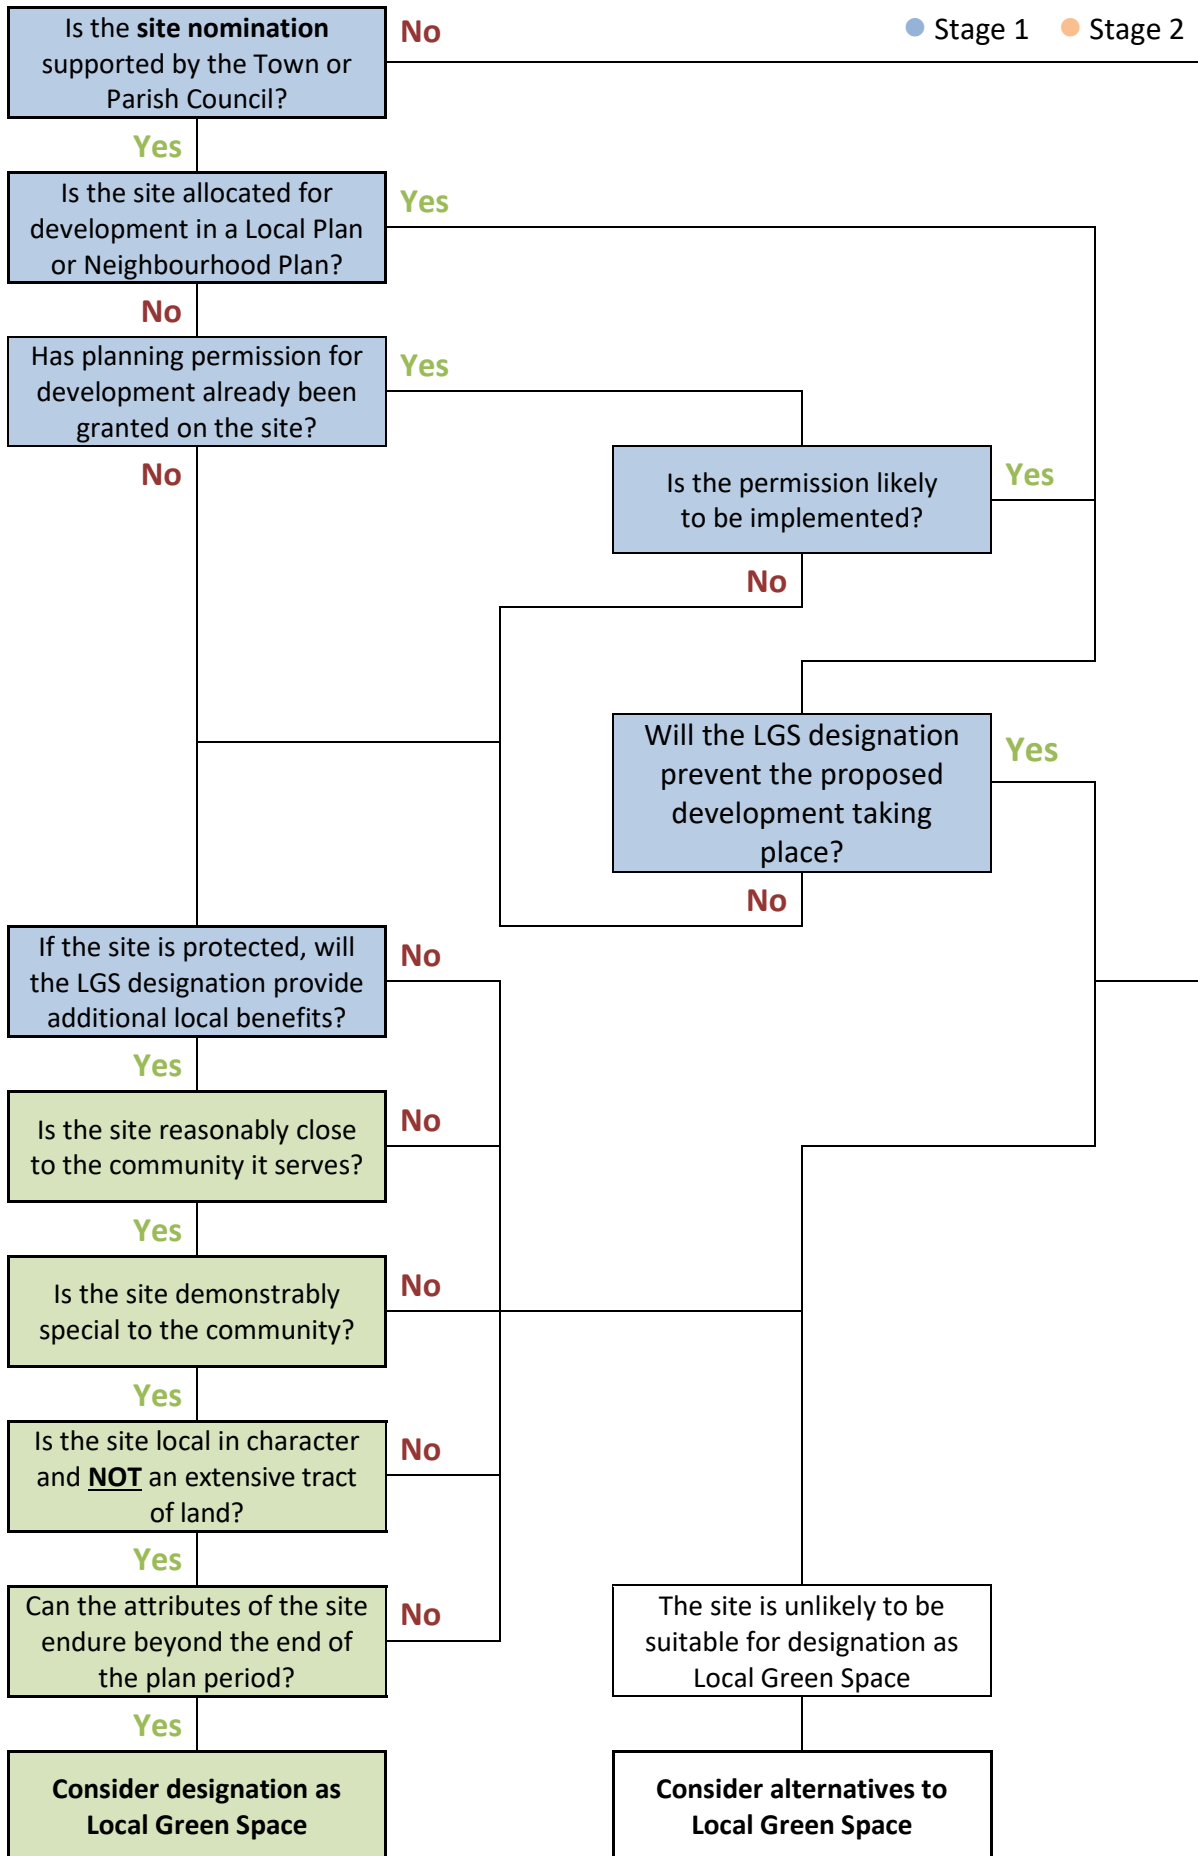 Is the site nomination
supported by the Town or
Parish Council?
No
Stage 1
Stage 2
Yes
Is the site allocated for
development in a Local Plan
or Neighbourhood Plan?
Yes
No
Has planning permission for
development already been
granted on the site?
Yes
No
Is the permission likely
to be implemented?
Yes
No
Will the LGS designation
prevent the proposed
development taking
place?
Yes
No
If the site is protected, will
the LGS designation provide
additional local benefits?
No
Yes
Is the site reasonably close
to the community it serves?
No
Yes
Is the site demonstrably
special to the community?
No
Yes
Is the site local in character
and NOT an extensive tract
of land?
No
Yes
Can the attributes of the site
endure beyond the end of
the plan period?
No
The site is unlikely to be
suitable for designation as
Local Green Space
Yes
Consider designation as
Local Green Space
Consider alternatives to
Local Green Space